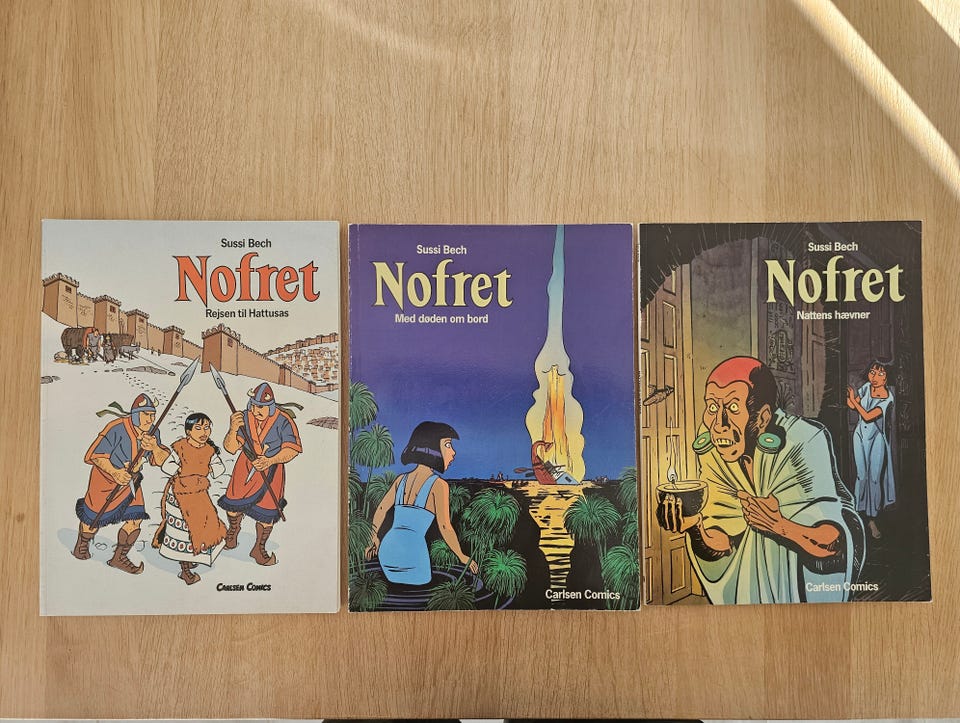 Sussi Bech
Nofret
Rejsen til Hattusas
CARLSEN COMICS
Sussi Bech
Nofret
Med døden om bord
Carlsen Comics
Sussi Bech
Nofret
Nattens hævner
Carlsen Comics